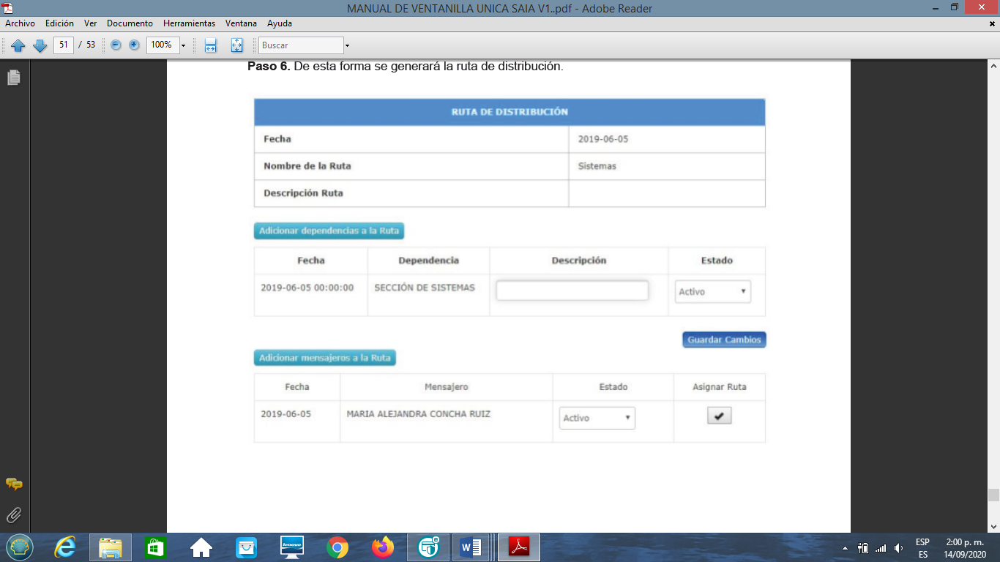 MANUAL DE VENTANILLA UNICA SAIA V1..pdf - Adobe Reader
Archivo Edición Ver Documento Herramientas Ventana Ayuda
51 / 53 100% Buscar
Paso 6. De esta forma se generará la ruta de distribución.
RUTA DE DISTRIBUCIÓN
Fecha 2019-06-05
Nombre de la Ruta Sistemas
Descripción Ruta
Adicionar dependencias a la Ruta
Fecha Dependencia Descripción Estado
2019-06-05 00:00:00 SECCIÓN DE SISTEMAS Activo
Guardar Cambios
Adicionar mensajeros a la Ruta
Fecha Mensajero Estado Asignar Ruta
2019-06-05 MARIA ALEJANDRA CONCHA RUIZ Activo
lenovo
ESP 2:00 p. m.
ES 14/09/2020